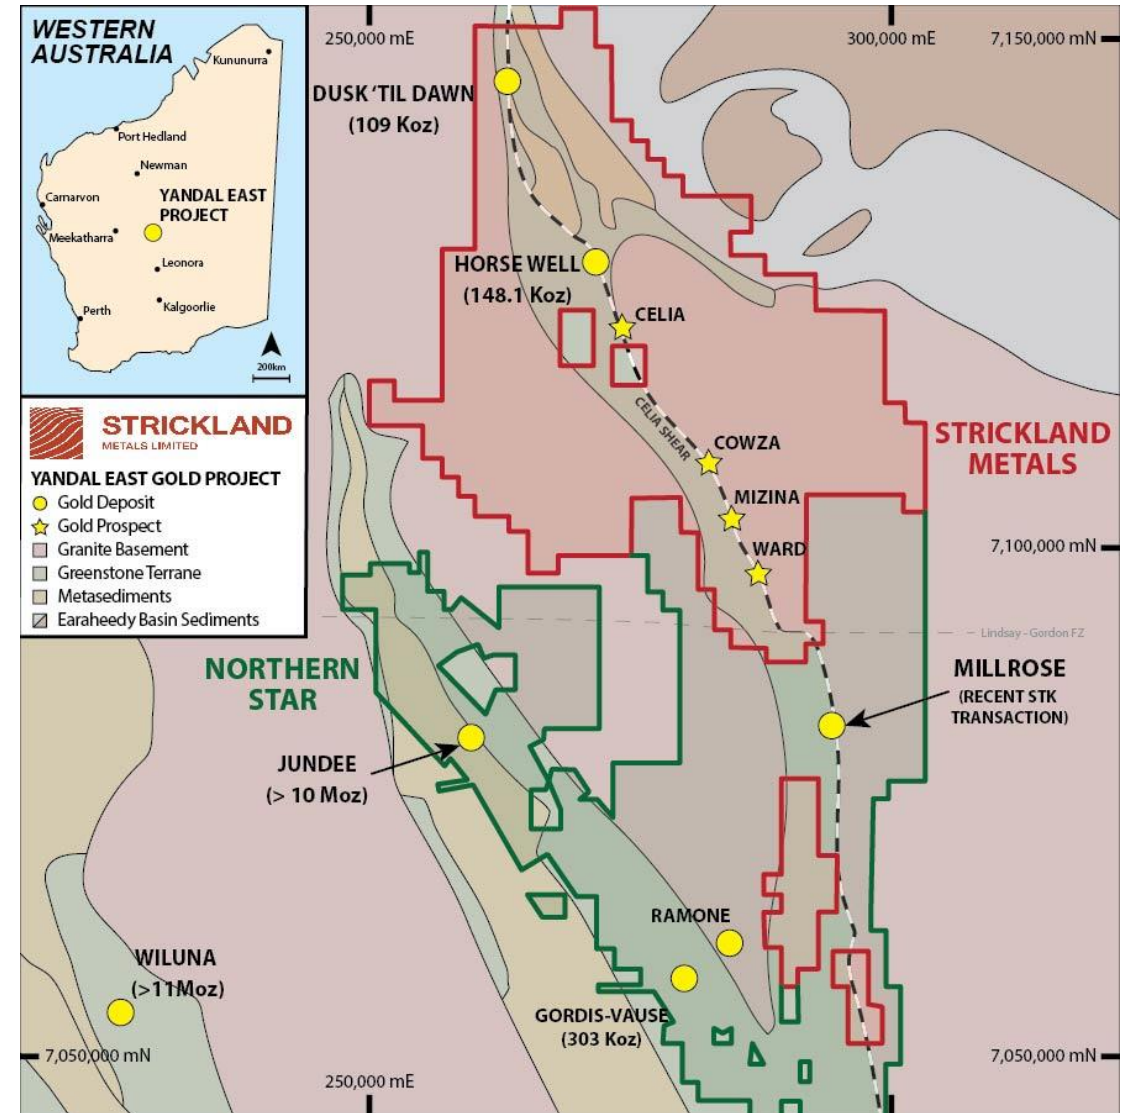 WESTERN
AUSTRALIA
Kununurra
Port Hedland
Newman
Carnarvon
YANDAL EAST
PROJECT
Meekatharra
Leonora
Kalgoorlie
Perth
200km
STRICKLAND
METALS LIMITED
YANDAL EAST GOLD PROJECT
Gold Deposit
Gold Prospect
Granite Basement
Greenstone Terrane
Metasediments
Earaheedy Basin Sediments
250,000 mE
300,000 mE
7,150,000 mN
DUSK 'TIL DAWN
(109 Koz)
HORSE WELL
(148.1 Koz)
CELIA
CELIA SHEAR
COWZA
STRICKLAND
METALS
MIZINA
WARD
7,100,000 mN
Lindsay - Gordon FZ
NORTHERN
STAR
MILLROSE
(RECENT STK
TRANSACTION)
JUNDEE
(> 10 Moz)
RAMONE
WILUNA
(>11Moz)
GORDIS-VAUSE
(303 Koz)
7,050,000 mN
7,050,000 mN
250,000 mE